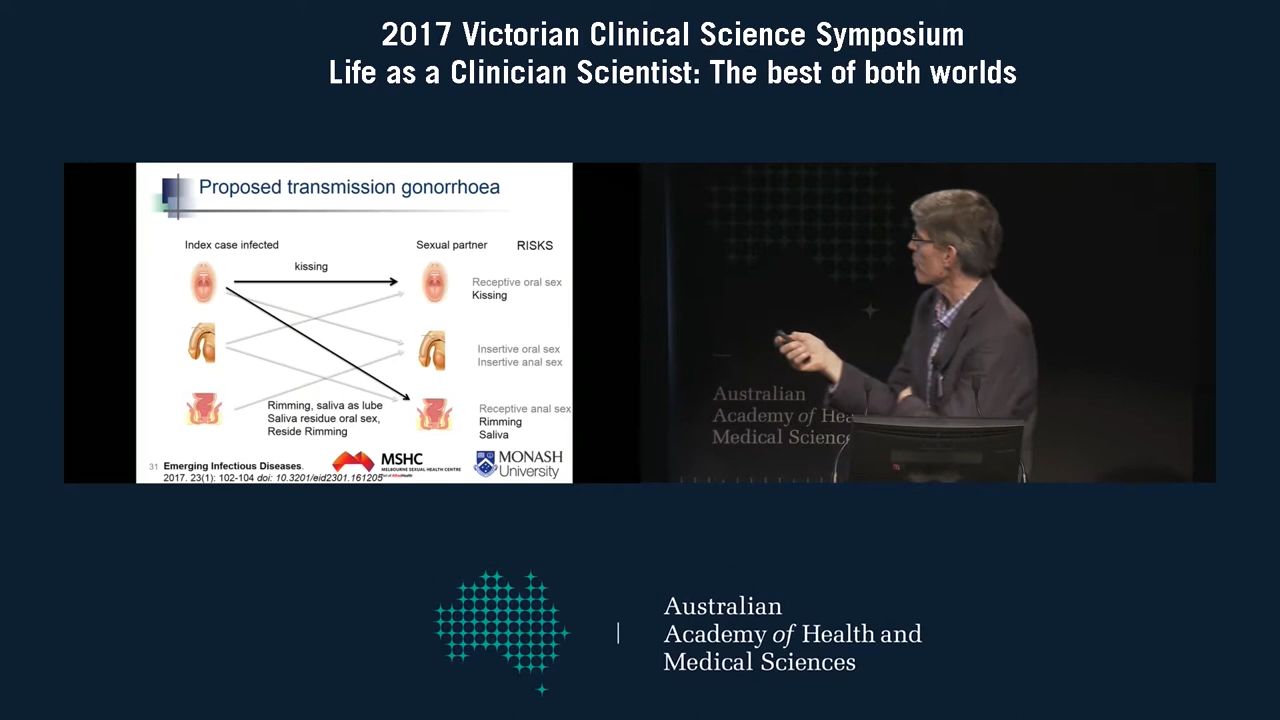 2017 Victorian Clinical Science Symposium
Life as a Clinician Scientist: The best of both worlds
Proposed transmission gonorrhoea
Index case infected
Sexual partner
RISKS
kissing
Receptive oral sex
Kissing
Insertive oral sex
Insertive anal sex
Rimming, saliva as lube
Saliva residue oral sex,
Reside Rimming
Receptive anal sex
Rimming
Saliva
31 Emerging Infectious Diseases.
2017. 23(1): 102-104 doi: 10.3201/eid2301.161205
MSHC
MELBOURNE SEXUAL HEALTH CENTRE
MONASH
University
Australian
Academy of Hea
Medical Science
Australian
Academy of Health and
Medical Sciences